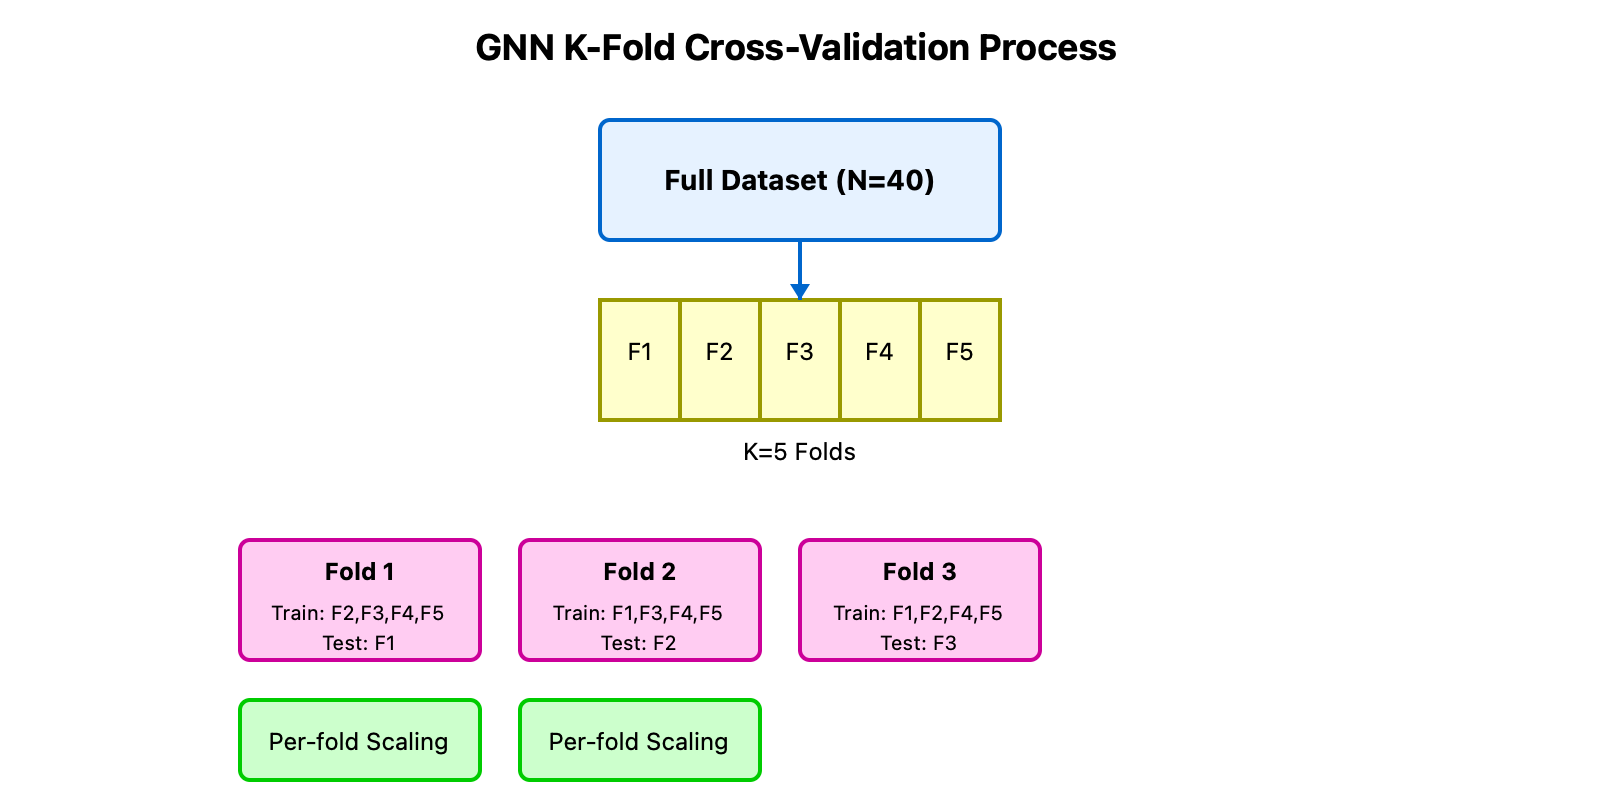 GNN K-Fold Cross-Validation Process
Full Dataset (N=40)
F1 F2 F3 F4 F5
K=5 Folds
Fold 1
Train: F2,F3,F4,F5
Test: F1
Fold 2
Train: F1,F3,F4,F5
Test: F2
Fold 3
Train: F1,F2,F4,F5
Test: F3
Per-fold Scaling
Per-fold Scaling